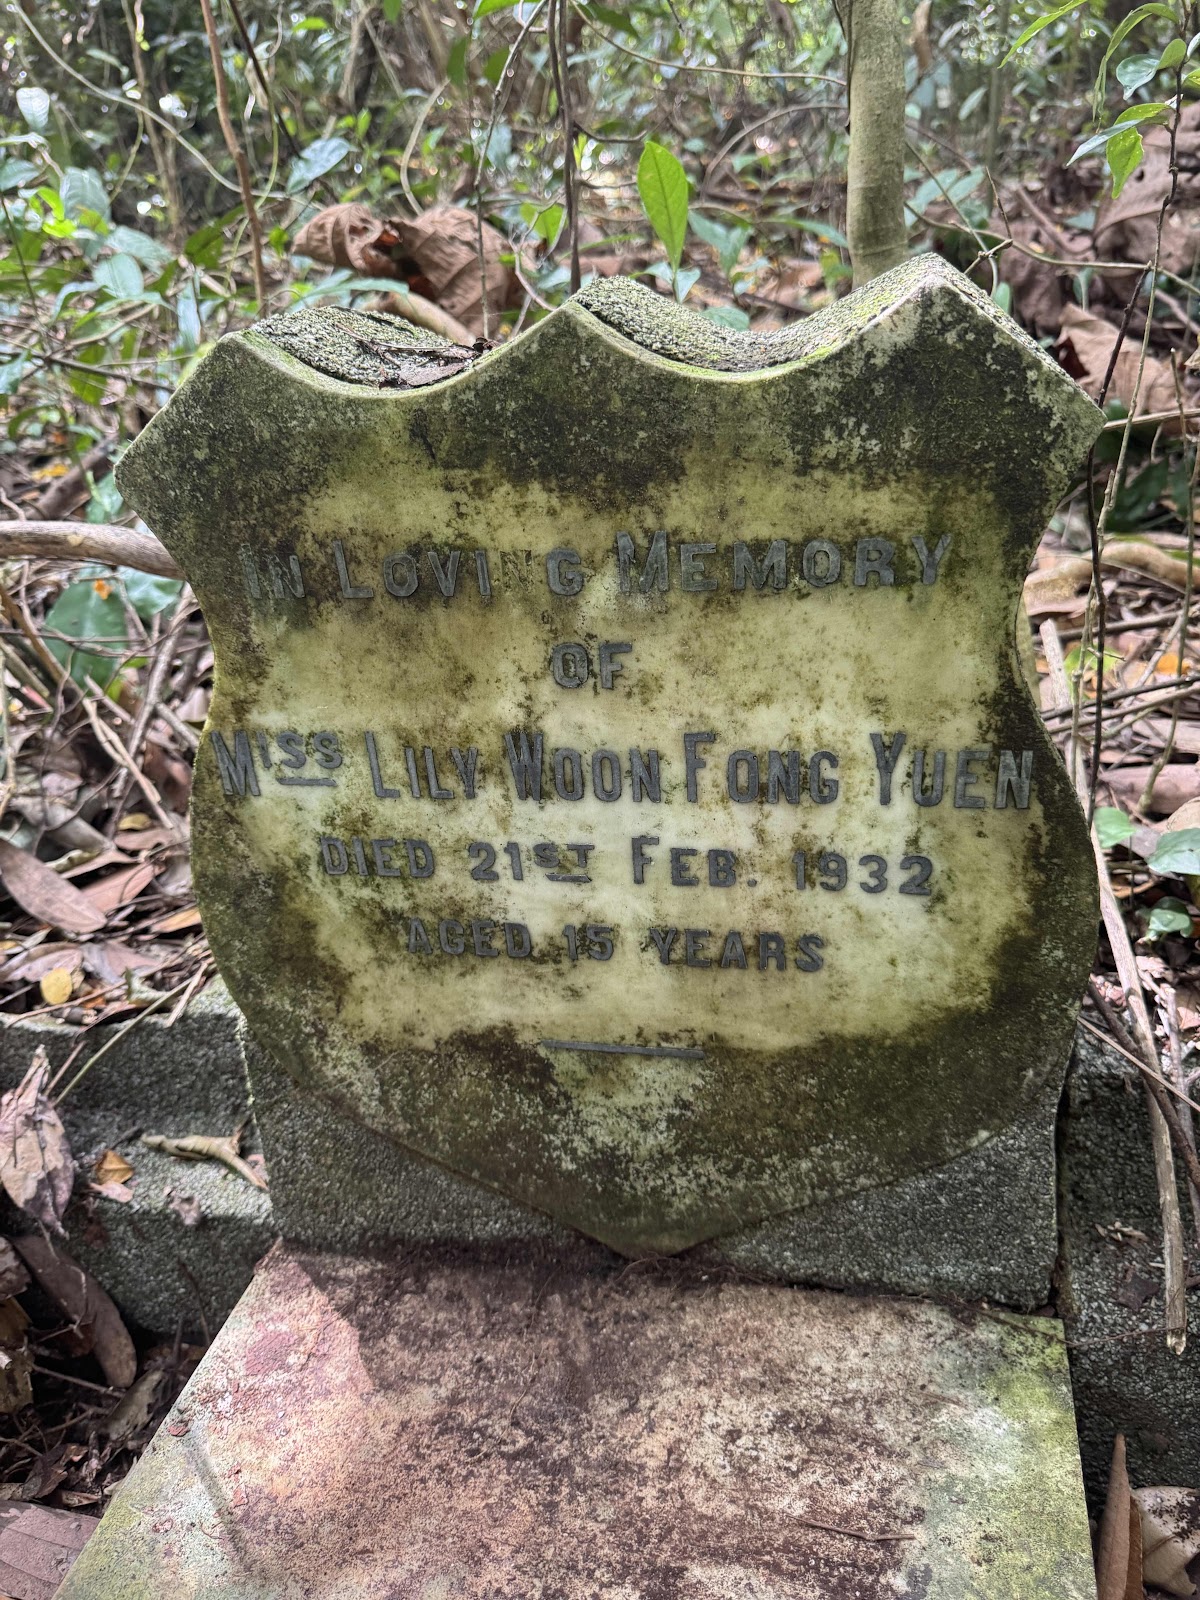 IN LOVING MEMORY
OF
MISS LILY WOON FONG YUEN
DIED 21ST FEB. 1932
AGED 15 YEARS